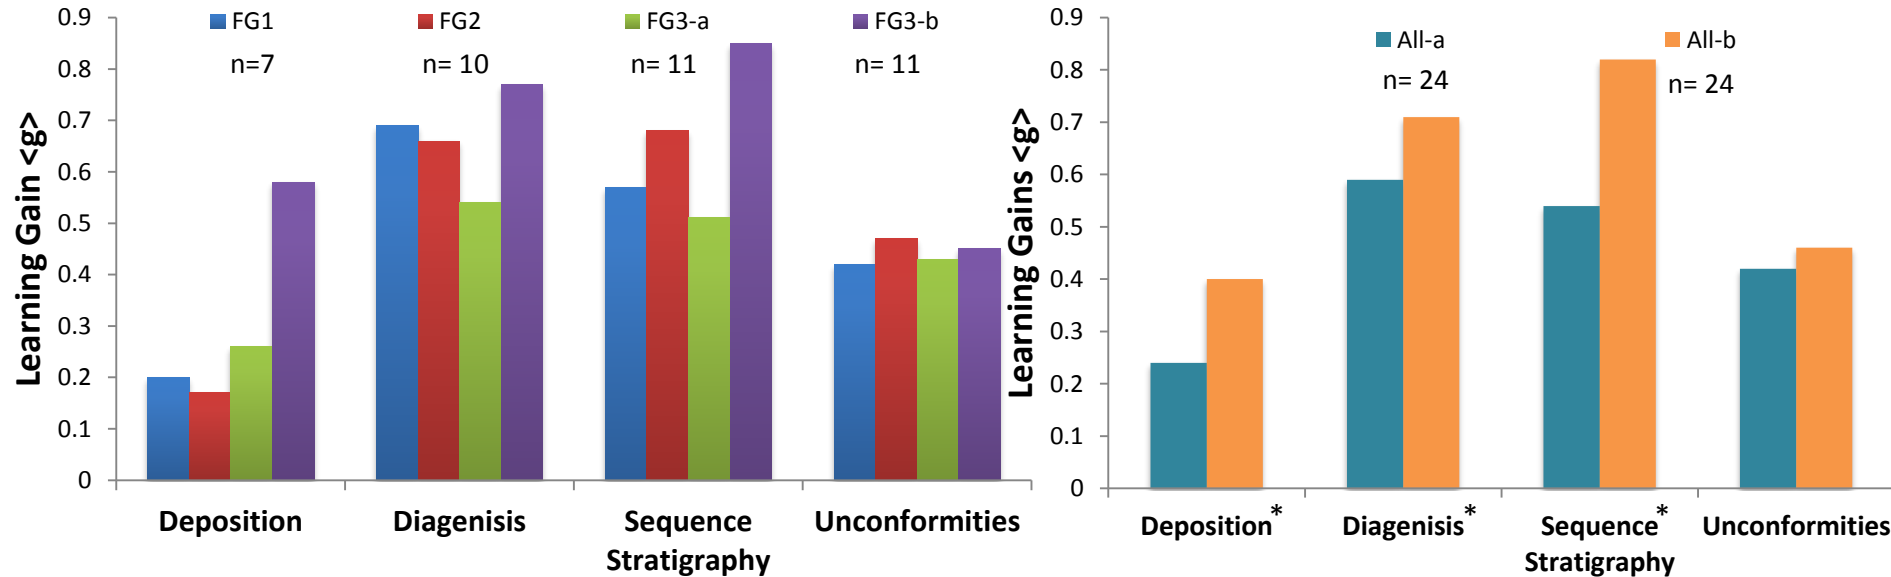 Learning Gain <g>
0.9
0.8
0.7
0.6
0.5
0.4
0.3
0.2
0.1
0
FG1 FG2 FG3-a FG3-b
n=7 n= 10 n= 11 n= 11
Deposition Diagenisis Sequence Unconformities
Stratigraphy
Learning Gains <g>
0.9
0.8
0.7
0.6
0.5
0.4
0.3
0.2
0.1
0
All-a All-b
n= 24 n= 24
Deposition* Diagenisis* Sequence* Unconformities
Stratigraphy